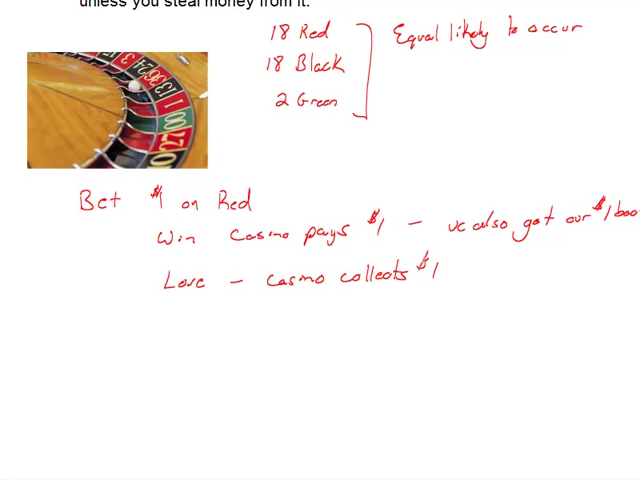 unless you steal money from it.
18 Red
Equal likely to occur
18 Black
2 Green
Bet $1 on Red
Win Casino pays $1 – we also get our $1
Lose – casino collects $1